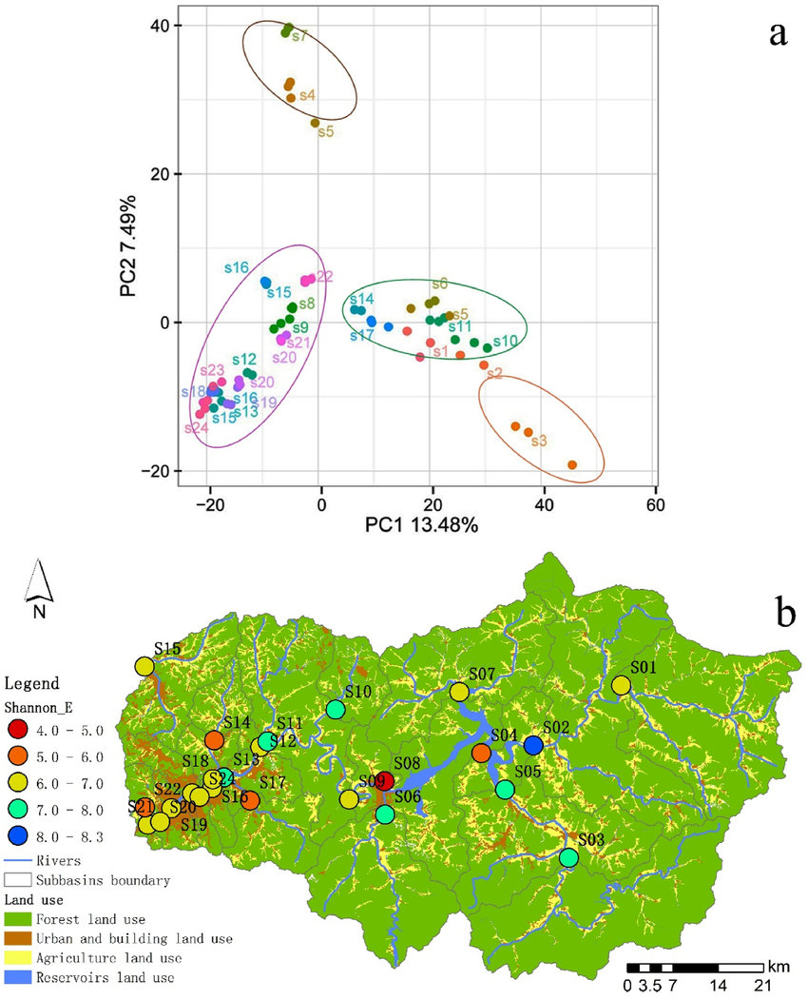 a
40
20
0
-20
PC2 7.49%
s7
s4
s5
s16
s15
s22
s8
s9
s21
s20
s12
s23
s20
s18
s16
s19
s15
s13
s24
s14
s6
s5
s17
s11
s1
s10
s2
s3
-20
0
20
40
60
PC1 13.48%
b
N
S15
S10
S07
S01
S14
S11
S12
S04
S02
S18
S13
S24
S17
S08
S05
S22
S16
S09
S06
S21
S20
S19
S03
Legend
Shannon_E
4.0 - 5.0
5.0 - 6.0
6.0 - 7.0
7.0 - 8.0
8.0 - 8.3
Rivers
Subbasins boundary
Land use
Forest land use
Urban and building land use
Agriculture land use
Reservoirs land use
km
0 3.5 7 14 21